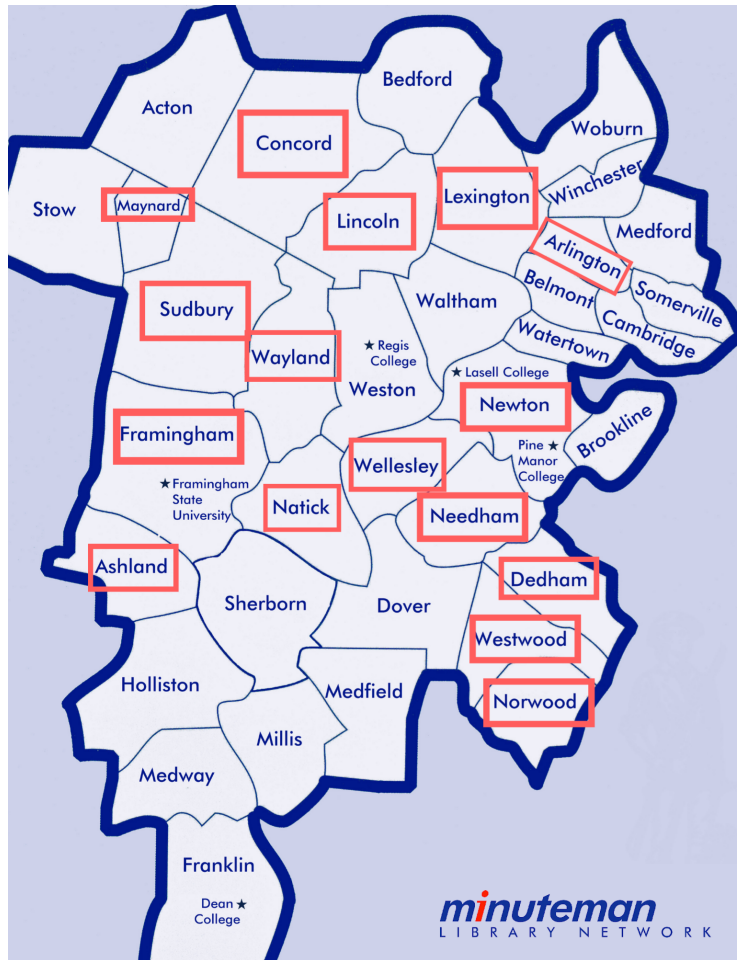 Bedford
Acton
Woburn
Concord
Winchester
Lexington
Stow
Maynard
Lincoln
Medford
Arlington
Belmont
Somerville
Waltham
Sudbury
Cambridge
Watertown
Wayland
★ Regis
College
★ Lasell College
Weston
Newton
Brookline
Framingham
Pine ★
Manor
College
Wellesley
★ Framingham
State
University
Natick
Needham
Ashland
Dedham
Sherborn
Dover
Westwood
Holliston
Medfield
Norwood
Millis
Medway
Franklin
Dean ★
College
minuteman
LIBRARY NETWORK